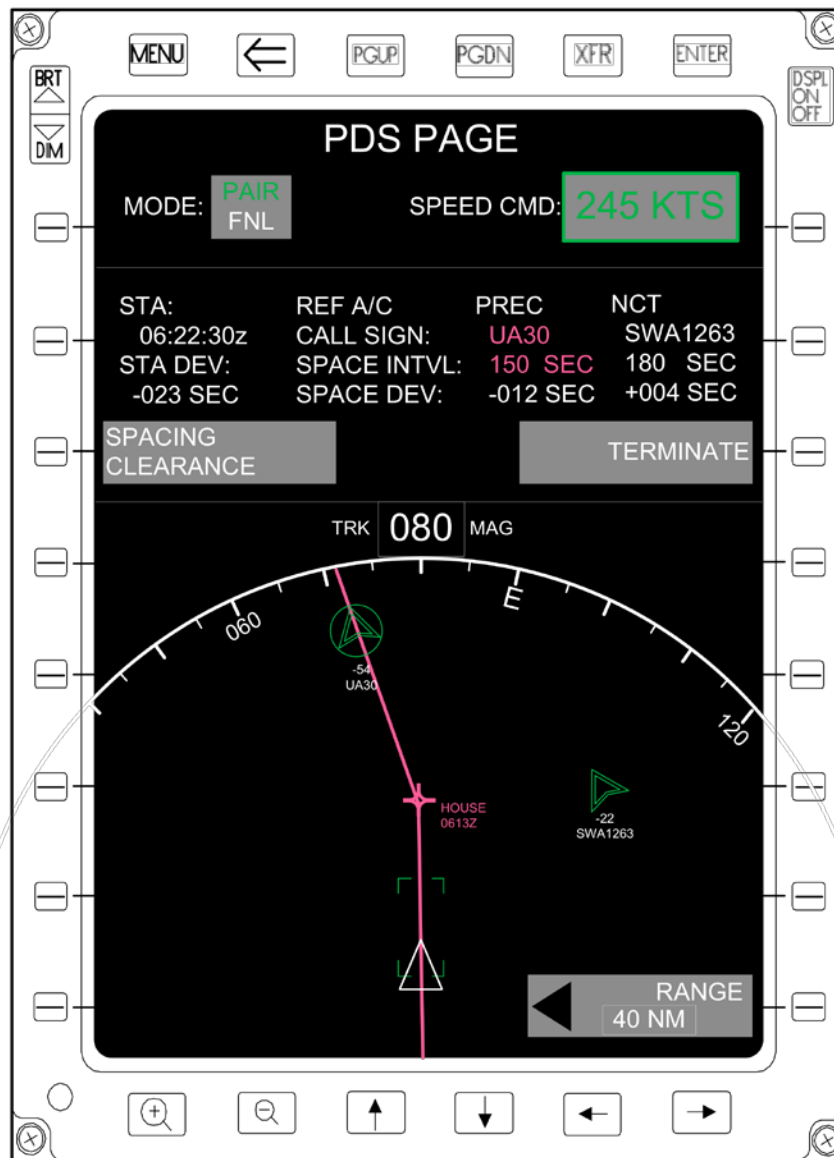 MENU PGUP PGDN XFR ENTER
BRT
DIM
DSPL
ON
OFF
PDS PAGE
MODE: PAIR
FNL
SPEED CMD: 245 KTS
STA: REF A/C PREC NCT
06:22:30z CALL SIGN: UA30 SWA1263
STA DEV: SPACE INTVL: 150 SEC 180 SEC
-023 SEC SPACE DEV: -012 SEC +004 SEC
SPACING
CLEARANCE
TERMINATE
TRK 080 MAG
060
E
120
-54
UA30
HOUSE
0613Z
-22
SWA1263
RANGE
40 NM